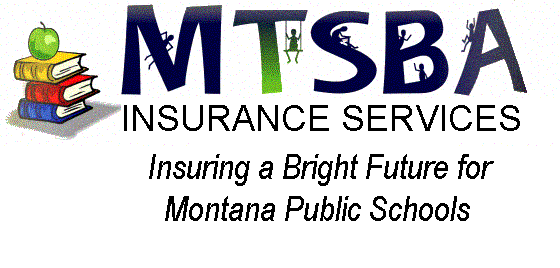 MTSBA
INSURANCE SERVICES
Insuring a Bright Future for
Montana Public Schools